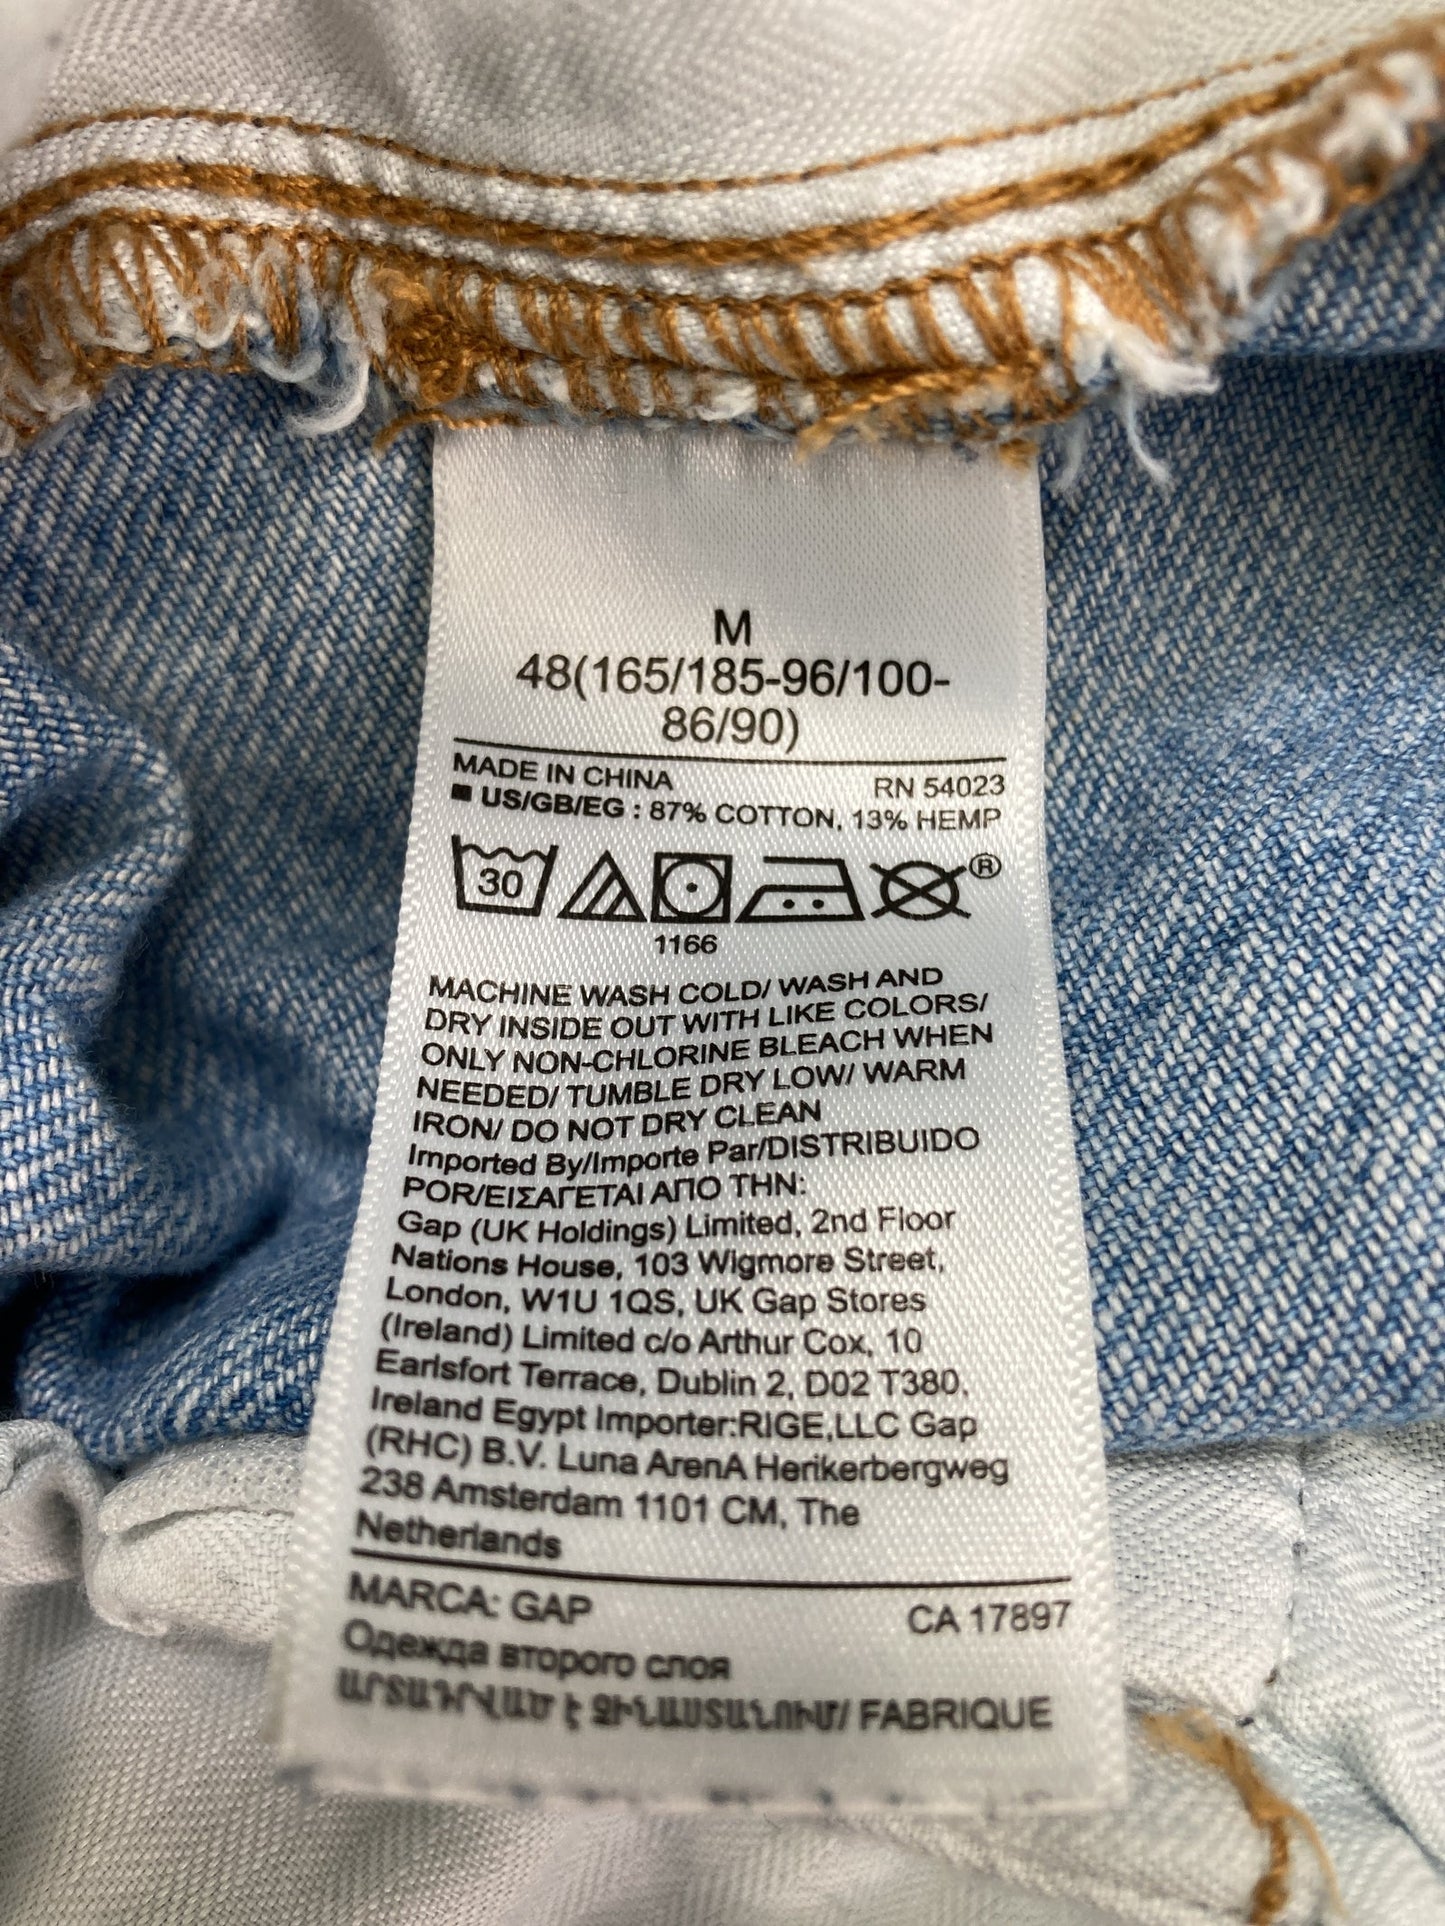 M
48(165/185-96/100-
86/90)
MADE IN CHINA RN 54023
■ US/GB/EG : 87% COTTON, 13% HEMP
30 ®
1166
MACHINE WASH COLD/ WASH AND
DRY INSIDE OUT WITH LIKE COLORS/
ONLY NON-CHLORINE BLEACH WHEN
NEEDED/ TUMBLE DRY LOW/ WARM
IRON/ DO NOT DRY CLEAN
Imported By/Importe Par/DISTRIBUIDO
POR/ΕΙΣΑΓΕΤΑΙ ΑΠΟ ΤΗΝ:
Gap (UK Holdings) Limited, 2nd Floor
Nations House, 103 Wigmore Street,
London, W1U 1QS, UK Gap Stores
(Ireland) Limited c/o Arthur Cox, 10
Earlsfort Terrace, Dublin 2, D02 T380,
Ireland Egypt Importer:RIGE,LLC Gap
(RHC) B.V. Luna ArenA Herikerbergweg
238 Amsterdam 1101 CM, The
Netherlands
MARCA: GAP CA 17897
Одежда второго слоя
ԱՐՏԱԴՐՎԱԾ Է ՉԻՆԱՍՏԱՆՈՒՄ/ FABRIQUE